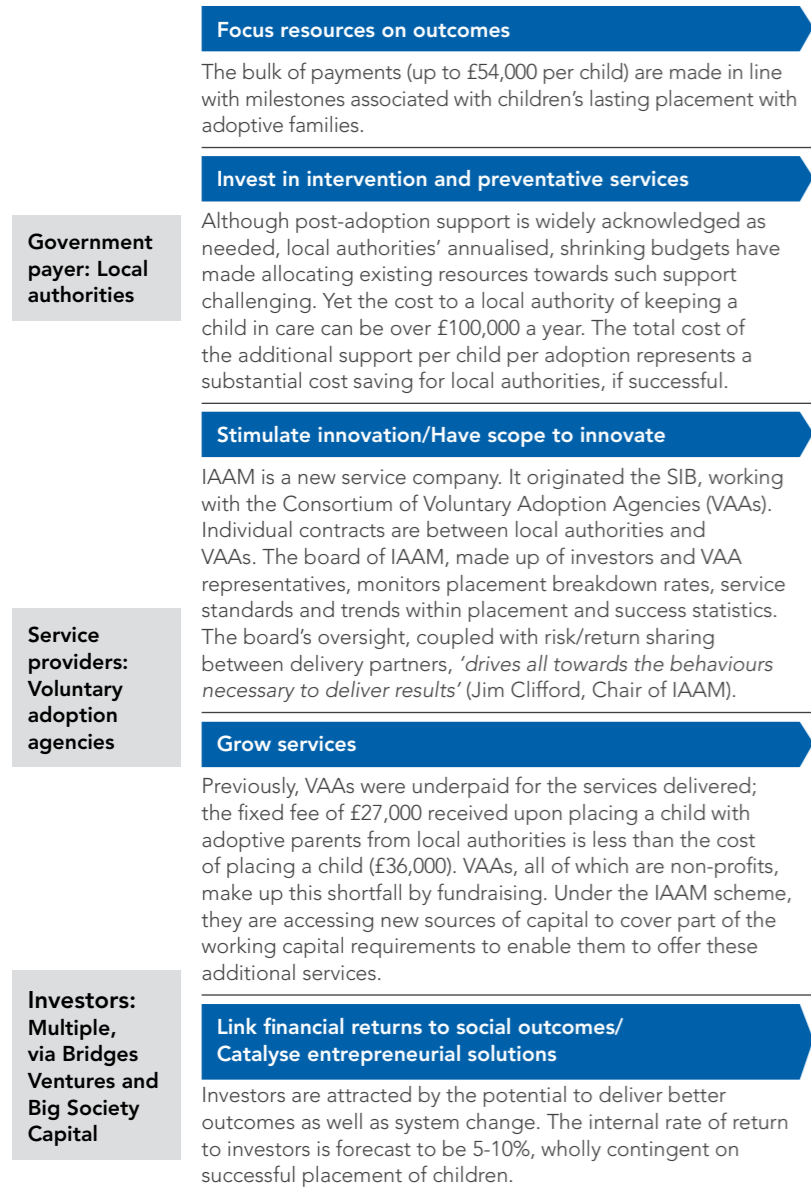 Focus resources on outcomes
The bulk of payments (up to £54,000 per child) are made in line
with milestones associated with children’s lasting placement with
adoptive families.
Government
payer: Local
authorities
Invest in intervention and preventative services
Although post-adoption support is widely acknowledged as
needed, local authorities’ annualised, shrinking budgets have
made allocating existing resources towards such support
challenging. Yet the cost to a local authority of keeping a
child in care can be over £100,000 a year. The total cost of
the additional support per child per adoption represents a
substantial cost saving for local authorities, if successful.
Stimulate innovation/Have scope to innovate
IAAM is a new service company. It originated the SIB, working
with the Consortium of Voluntary Adoption Agencies (VAAs).
Individual contracts are between local authorities and
VAAs. The board of IAAM, made up of investors and VAA
representatives, monitors placement breakdown rates, service
standards and trends within placement and success statistics.
The board’s oversight, coupled with risk/return sharing
between delivery partners, ‘drives all towards the behaviours
necessary to deliver results’ (Jim Clifford, Chair of IAAM).
Service
providers:
Voluntary
adoption
agencies
Grow services
Previously, VAAs were underpaid for the services delivered;
the fixed fee of £27,000 received upon placing a child with
adoptive parents from local authorities is less than the cost
of placing a child (£36,000). VAAs, all of which are non-profits,
make up this shortfall by fundraising. Under the IAAM scheme,
they are accessing new sources of capital to cover part of the
working capital requirements to enable them to offer these
additional services.
Investors:
Multiple,
via Bridges
Ventures and
Big Society
Capital
Link financial returns to social outcomes/
Catalyse entrepreneurial solutions
Investors are attracted by the potential to deliver better
outcomes as well as system change. The internal rate of return
to investors is forecast to be 5-10%, wholly contingent on
successful placement of children.